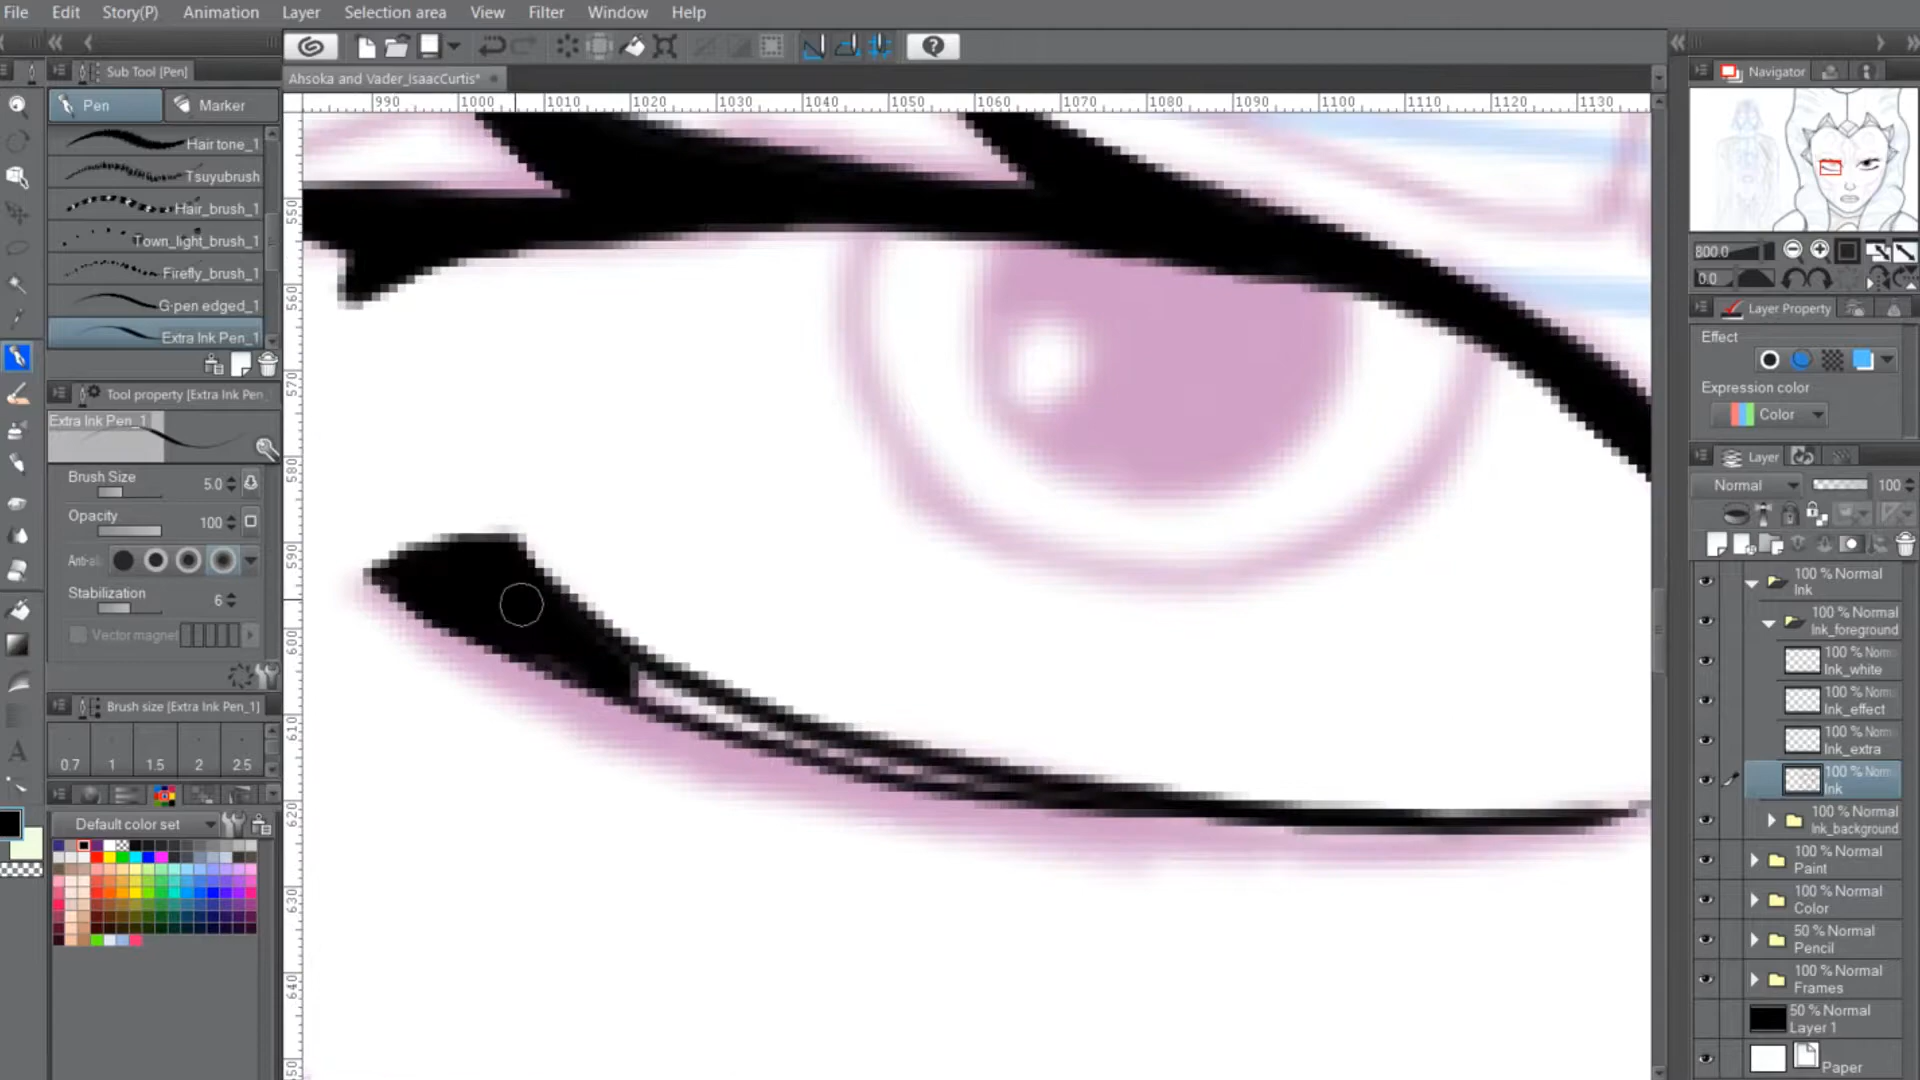 File Edit Story(P) Animation Layer Selection area View Filter Window Help
Sub Tool [Pen]
Ahsoka and Vader_IsaacCurtis*
Navigator
Pen Marker
990 1000 1010 1020 1030 1040 1050 1060 1070 1080 1090 1100 1110 1120 1130
Hair tone_1
Tsuyubrush
Hair_brush_1
Town_light_brush_1
Firefly_brush_1
G-pen edged_1
Extra Ink Pen_1
550
560
570
580
590
600
610
620
630
640
800.0
0.0
Layer Property
Effect
Expression color
Color
Tool property [Extra Ink Pen
Extra Ink Pen_1
Brush Size 5.0
Opacity 100
Anti-al
Stabilization 6
Vector magnet
Brush size [Extra Ink Pen_1]
0.7 1 1.5 2 2.5
Default color set
Layer
Normal 100
100 % Normal
Ink
100 % Normal
Ink_foreground
100 % Norm
Ink_white
100 % Norm
Ink_effect
100 % Norm
Ink_extra
100 % Norm
Ink
100 % Normal
Ink_background
100 % Normal
Paint
100 % Normal
Color
50 % Normal
Pencil
100 % Normal
Frames
50 % Normal
Layer 1
Paper